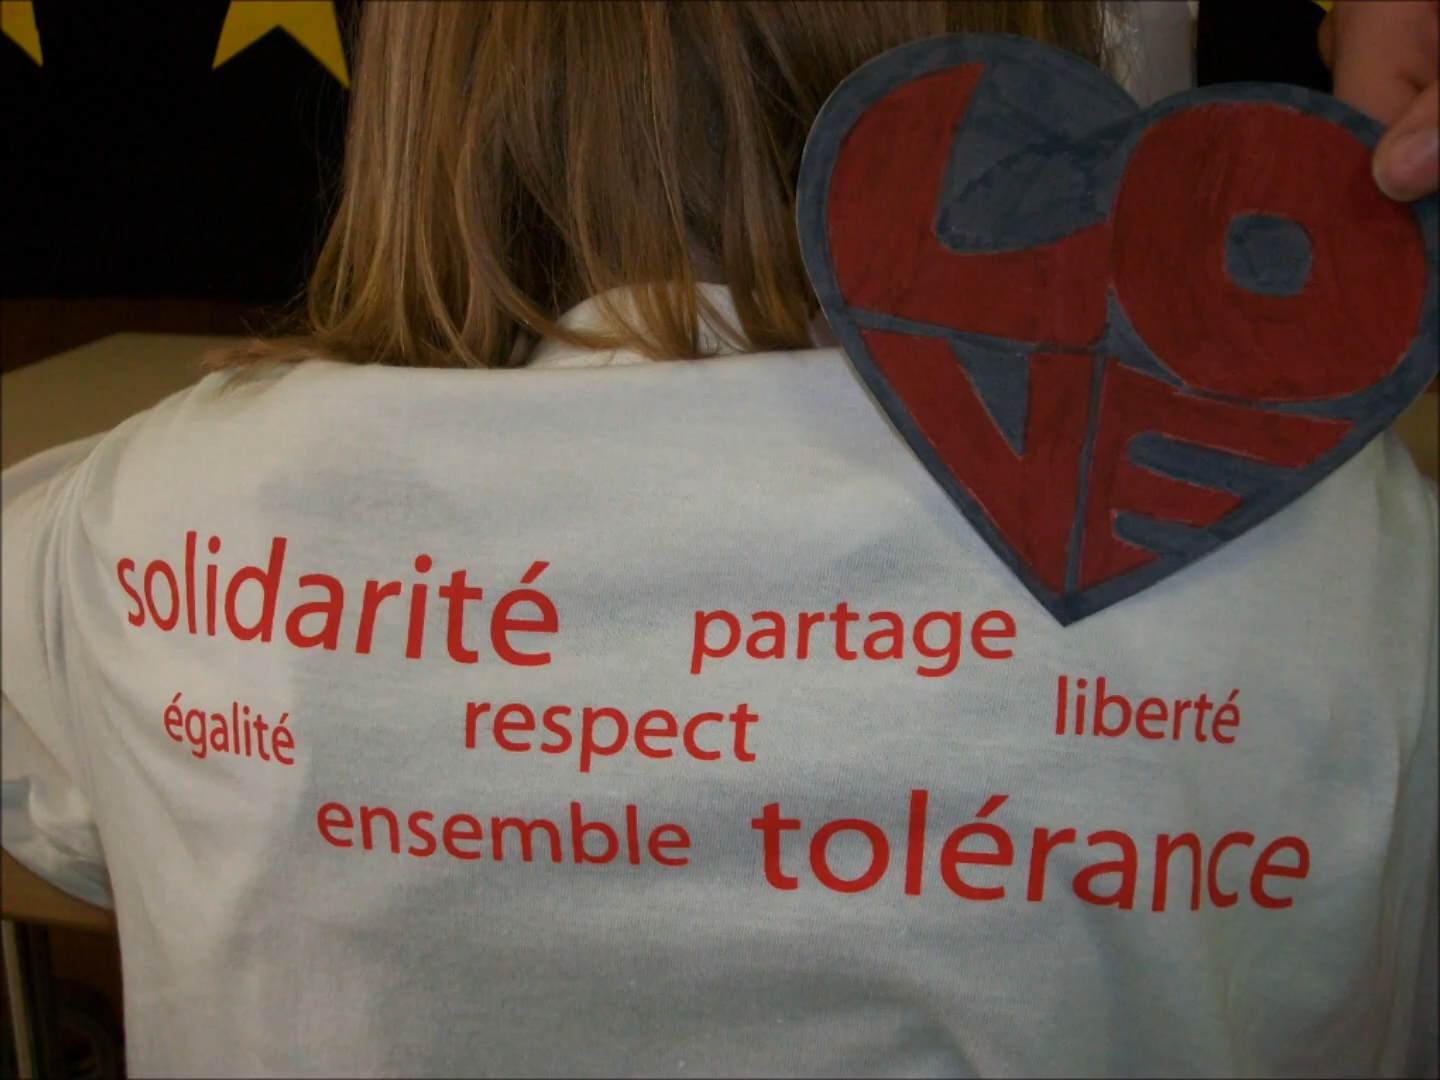 LOVE
solidarité partage
égalité respect liberté
ensemble tolérance